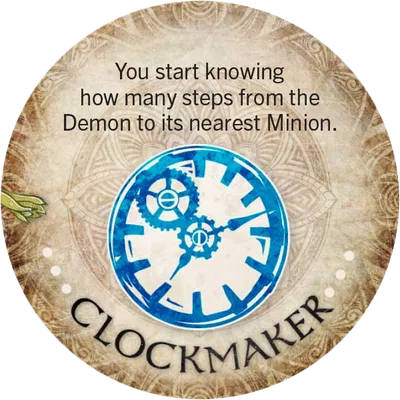 You start knowing
how many steps from the
Demon to its nearest Minion.
CLOCKMAKER